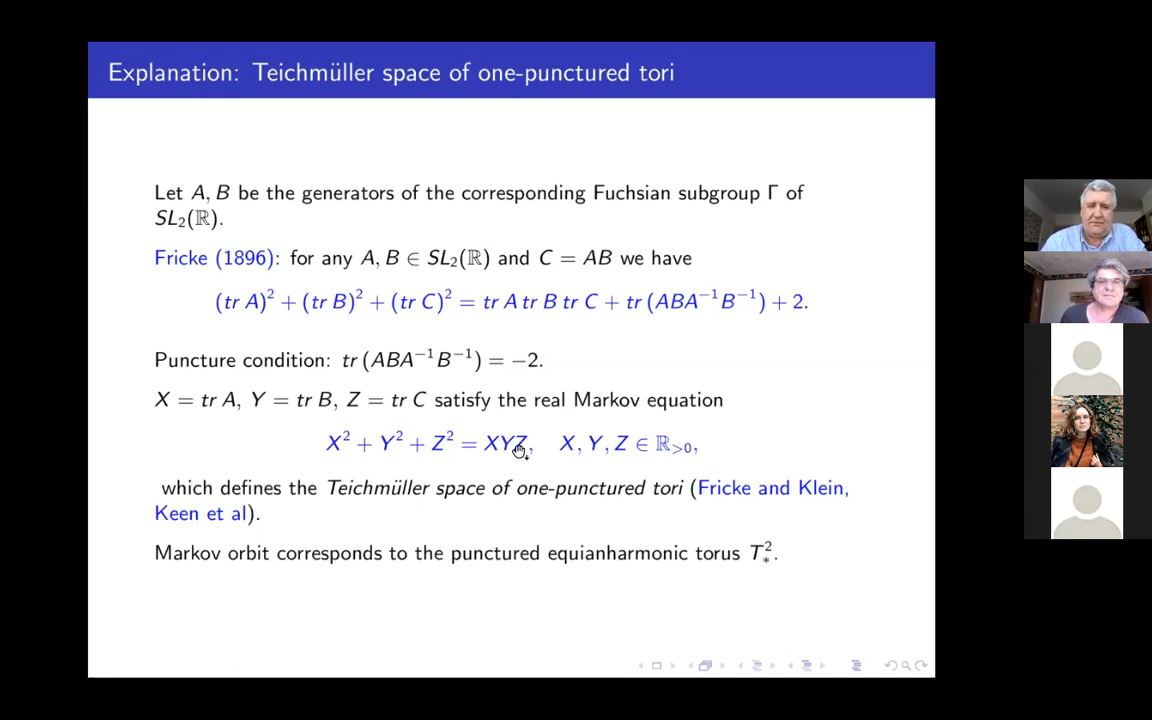 Explanation: Teichmüller space of one-punctured tori
Let A, B be the generators of the corresponding Fuchsian subgroup Γ of
SL₂(ℝ).
Fricke (1896): for any A, B ∈ SL₂(ℝ) and C = AB we have
(tr A)² + (tr B)² + (tr C)² = tr A tr B tr C + tr (ABA⁻¹B⁻¹) + 2.
Puncture condition: tr (ABA⁻¹B⁻¹) = −2.
X = tr A, Y = tr B, Z = tr C satisfy the real Markov equation
X² + Y² + Z² = XYZ, X, Y, Z ∈ ℝ>0,
which defines the Teichmüller space of one-punctured tori (Fricke and Klein,
Keen et al).
Markov orbit corresponds to the punctured equianharmonic torus T²∗.